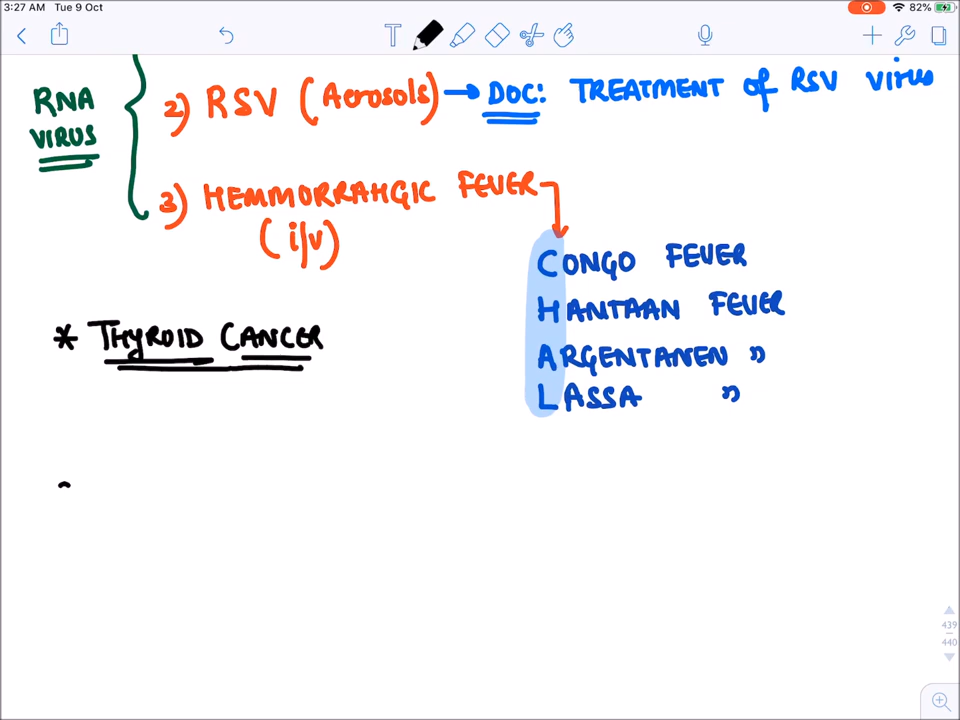 3:27 AM Tue 9 Oct 82%
T
RNA
VIRUS
2) RSV (Aerosols) → DOC: TREATMENT of RSV virus
3) HEMMORRAHGIC FEVER
(i/v)
CONGO FEVER
HANTAAN FEVER
ARGENTANEN "
LASSA "
* THYROID CANCER
439
440